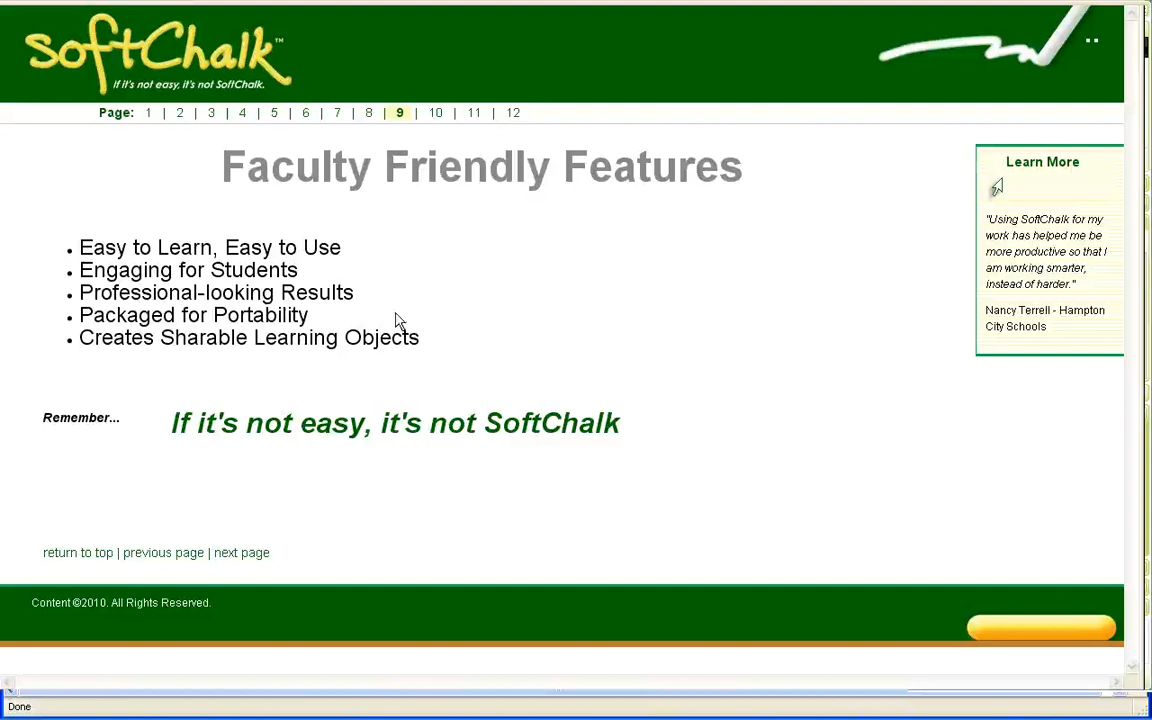 SoftChalk™
If it's not easy, it's not SoftChalk.
Page: 1 | 2 | 3 | 4 | 5 | 6 | 7 | 8 | 9 | 10 | 11 | 12
Faculty Friendly Features
• Easy to Learn, Easy to Use
• Engaging for Students
• Professional-looking Results
• Packaged for Portability
• Creates Sharable Learning Objects
Remember... If it's not easy, it's not SoftChalk
return to top | previous page | next page
Learn More
"Using SoftChalk for my
work has helped me be
more productive so that I
am working smarter,
instead of harder."
Nancy Terrell - Hampton
City Schools
Content ©2010. All Rights Reserved.
Done